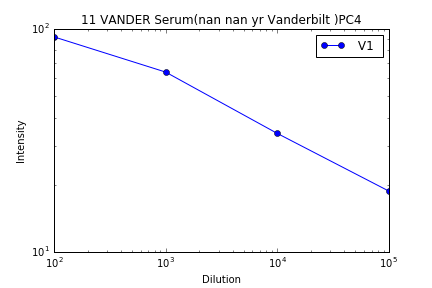 11 VANDER Serum(nan nan yr Vanderbilt )PC4
10²
V1
Intensity
10¹
10² 10³ 10⁴ 10⁵
Dilution